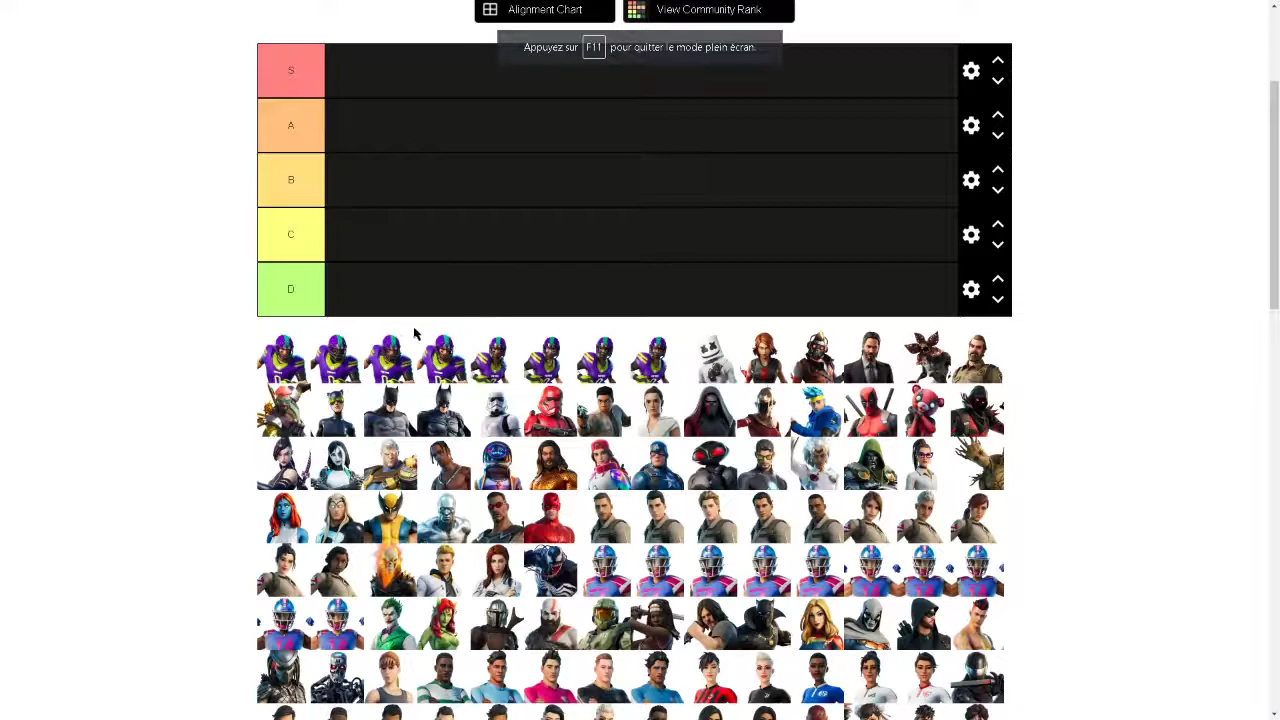 Alignment Chart
View Community Rank
Appuyez sur F11 pour quitter le mode plein écran.
S
A
B
C
D